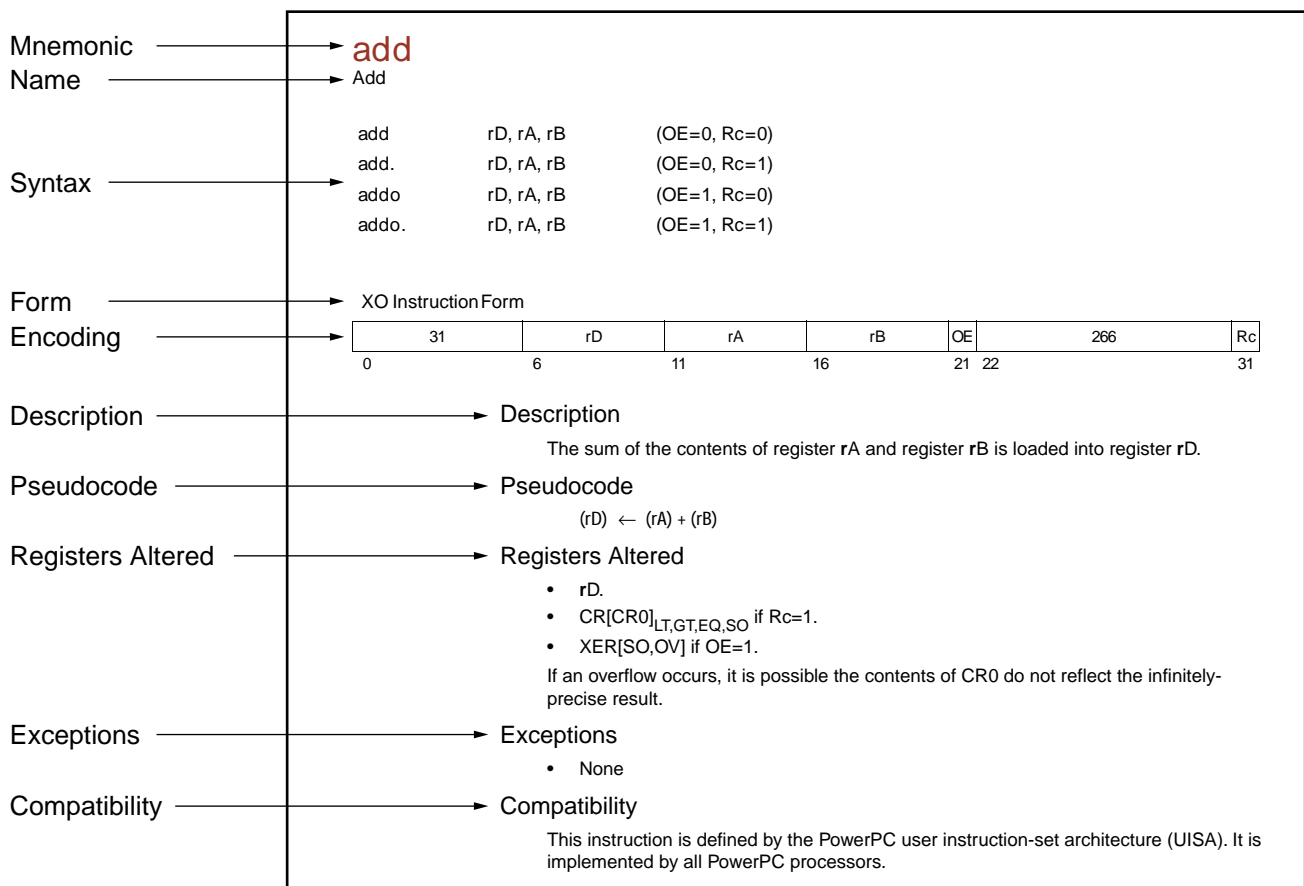 Mnemonic add
Name Add
add rD, rA, rB (OE=0, Rc=0)
add. rD, rA, rB (OE=0, Rc=1)
Syntax
addo rD, rA, rB (OE=1, Rc=0)
addo. rD, rA, rB (OE=1, Rc=1)
Form XO Instruction Form
Encoding 31 rD rA rB OE 266 Rc
0 6 11 16 21 22 31
Description Description
The sum of the contents of register rA and register rB is loaded into register rD.
Pseudocode Pseudocode
(rD) ← (rA) + (rB)
Registers Altered Registers Altered
• rD.
• CR[CR0]LT,GT,EQ,SO if Rc=1.
• XER[SO,OV] if OE=1.
If an overflow occurs, it is possible the contents of CR0 do not reflect the infinitely-
precise result.
Exceptions Exceptions
• None
Compatibility Compatibility
This instruction is defined by the PowerPC user instruction-set architecture (UISA). It is
implemented by all PowerPC processors.